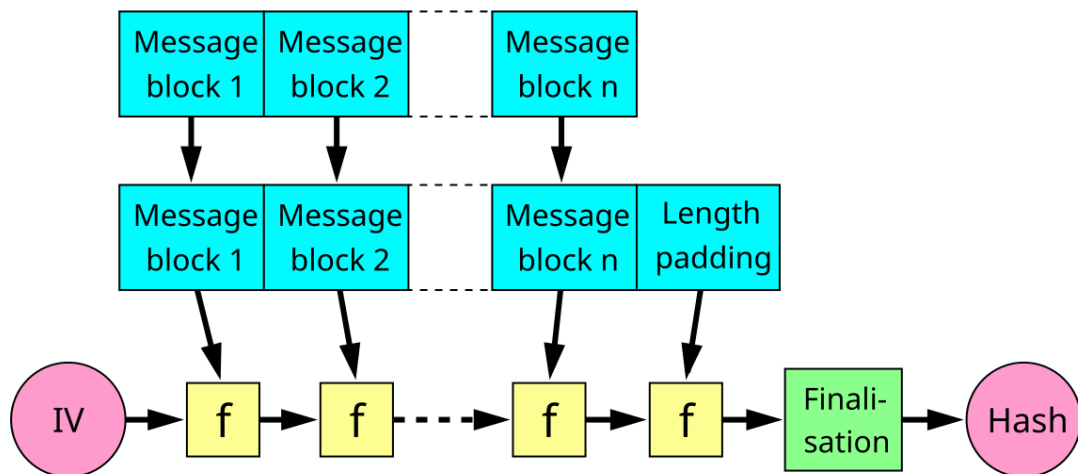 Message
block 1
Message
block 2
Message
block n
Message
block 1
Message
block 2
Message
block n
Length
padding
IV
f
f
f
f
Finali-
sation
Hash